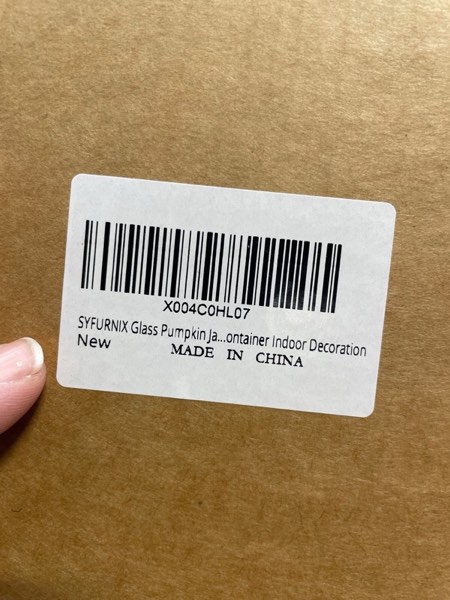 X004C0HL07
SYFURNIX Glass Pumpkin Ja...ontainer Indoor Decoration
New
MADE IN CHINA